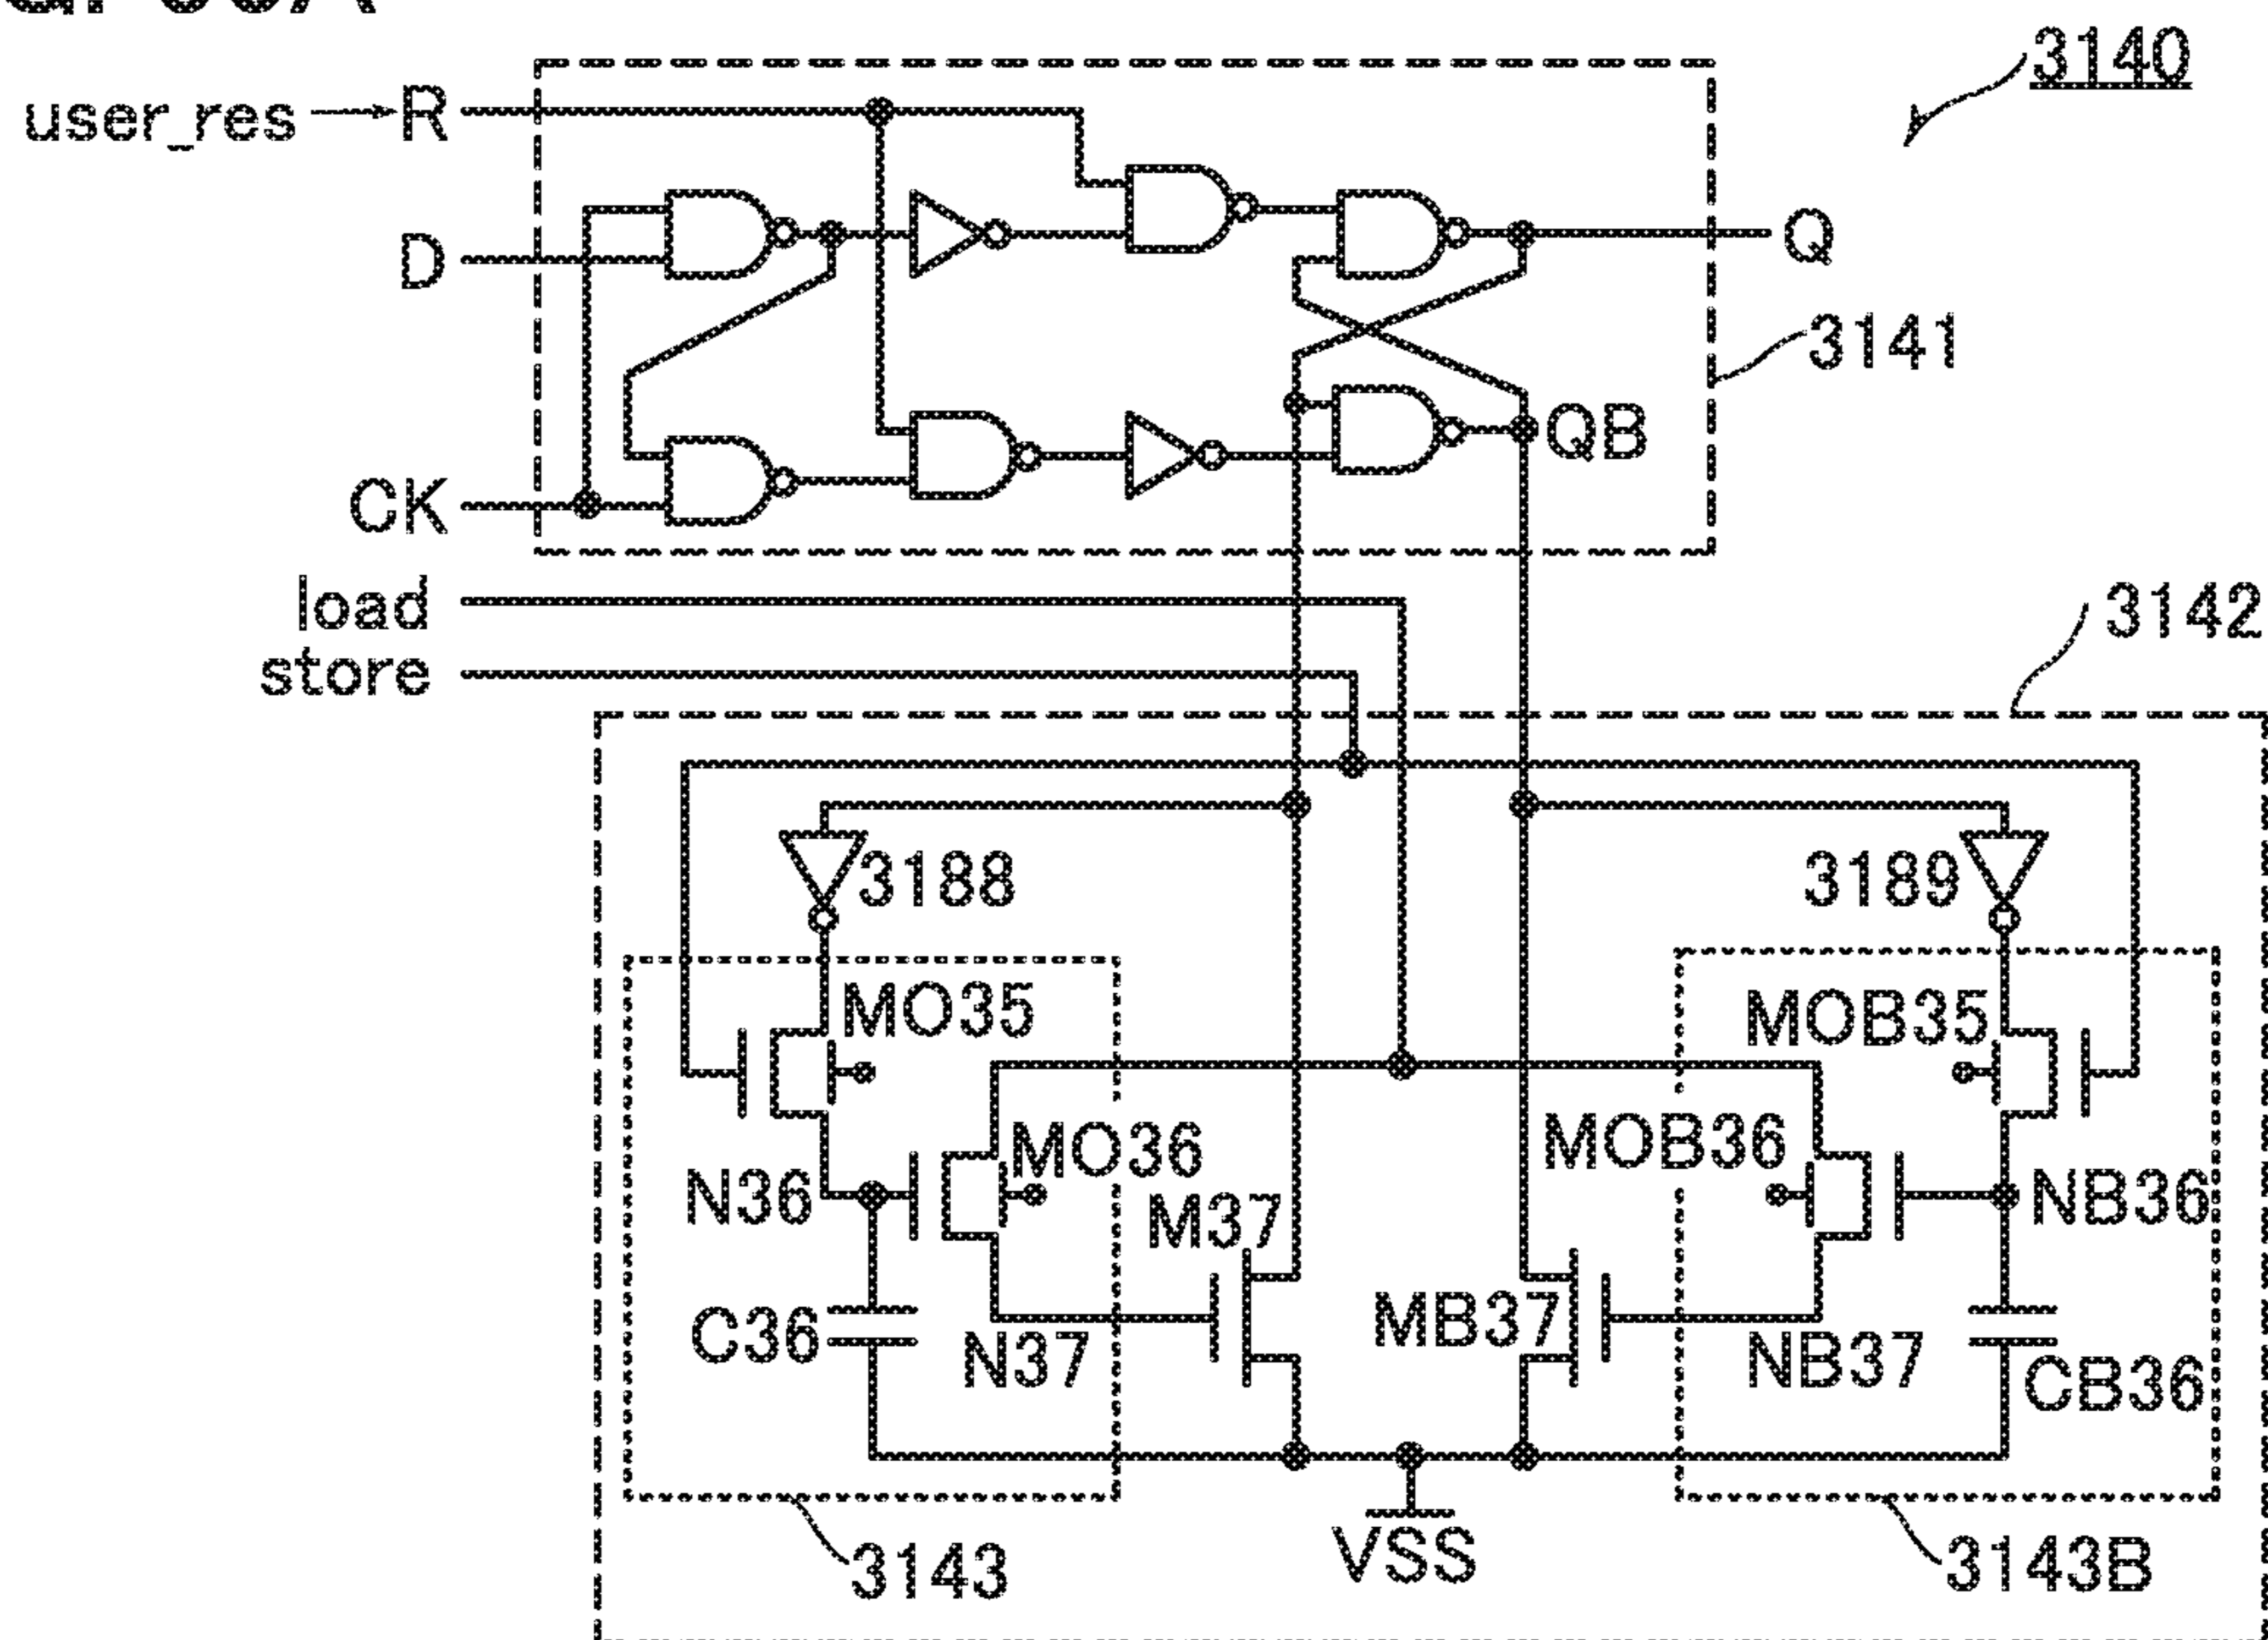 3140
user_res
R
D
Q
3141
QB
CK
load
store
3142
3188
3189
MO35
MOB35
MO36
MOB36
N36
NB36
M37
MB37
C36
N37
NB37
CB36
VSS
3143
3143B